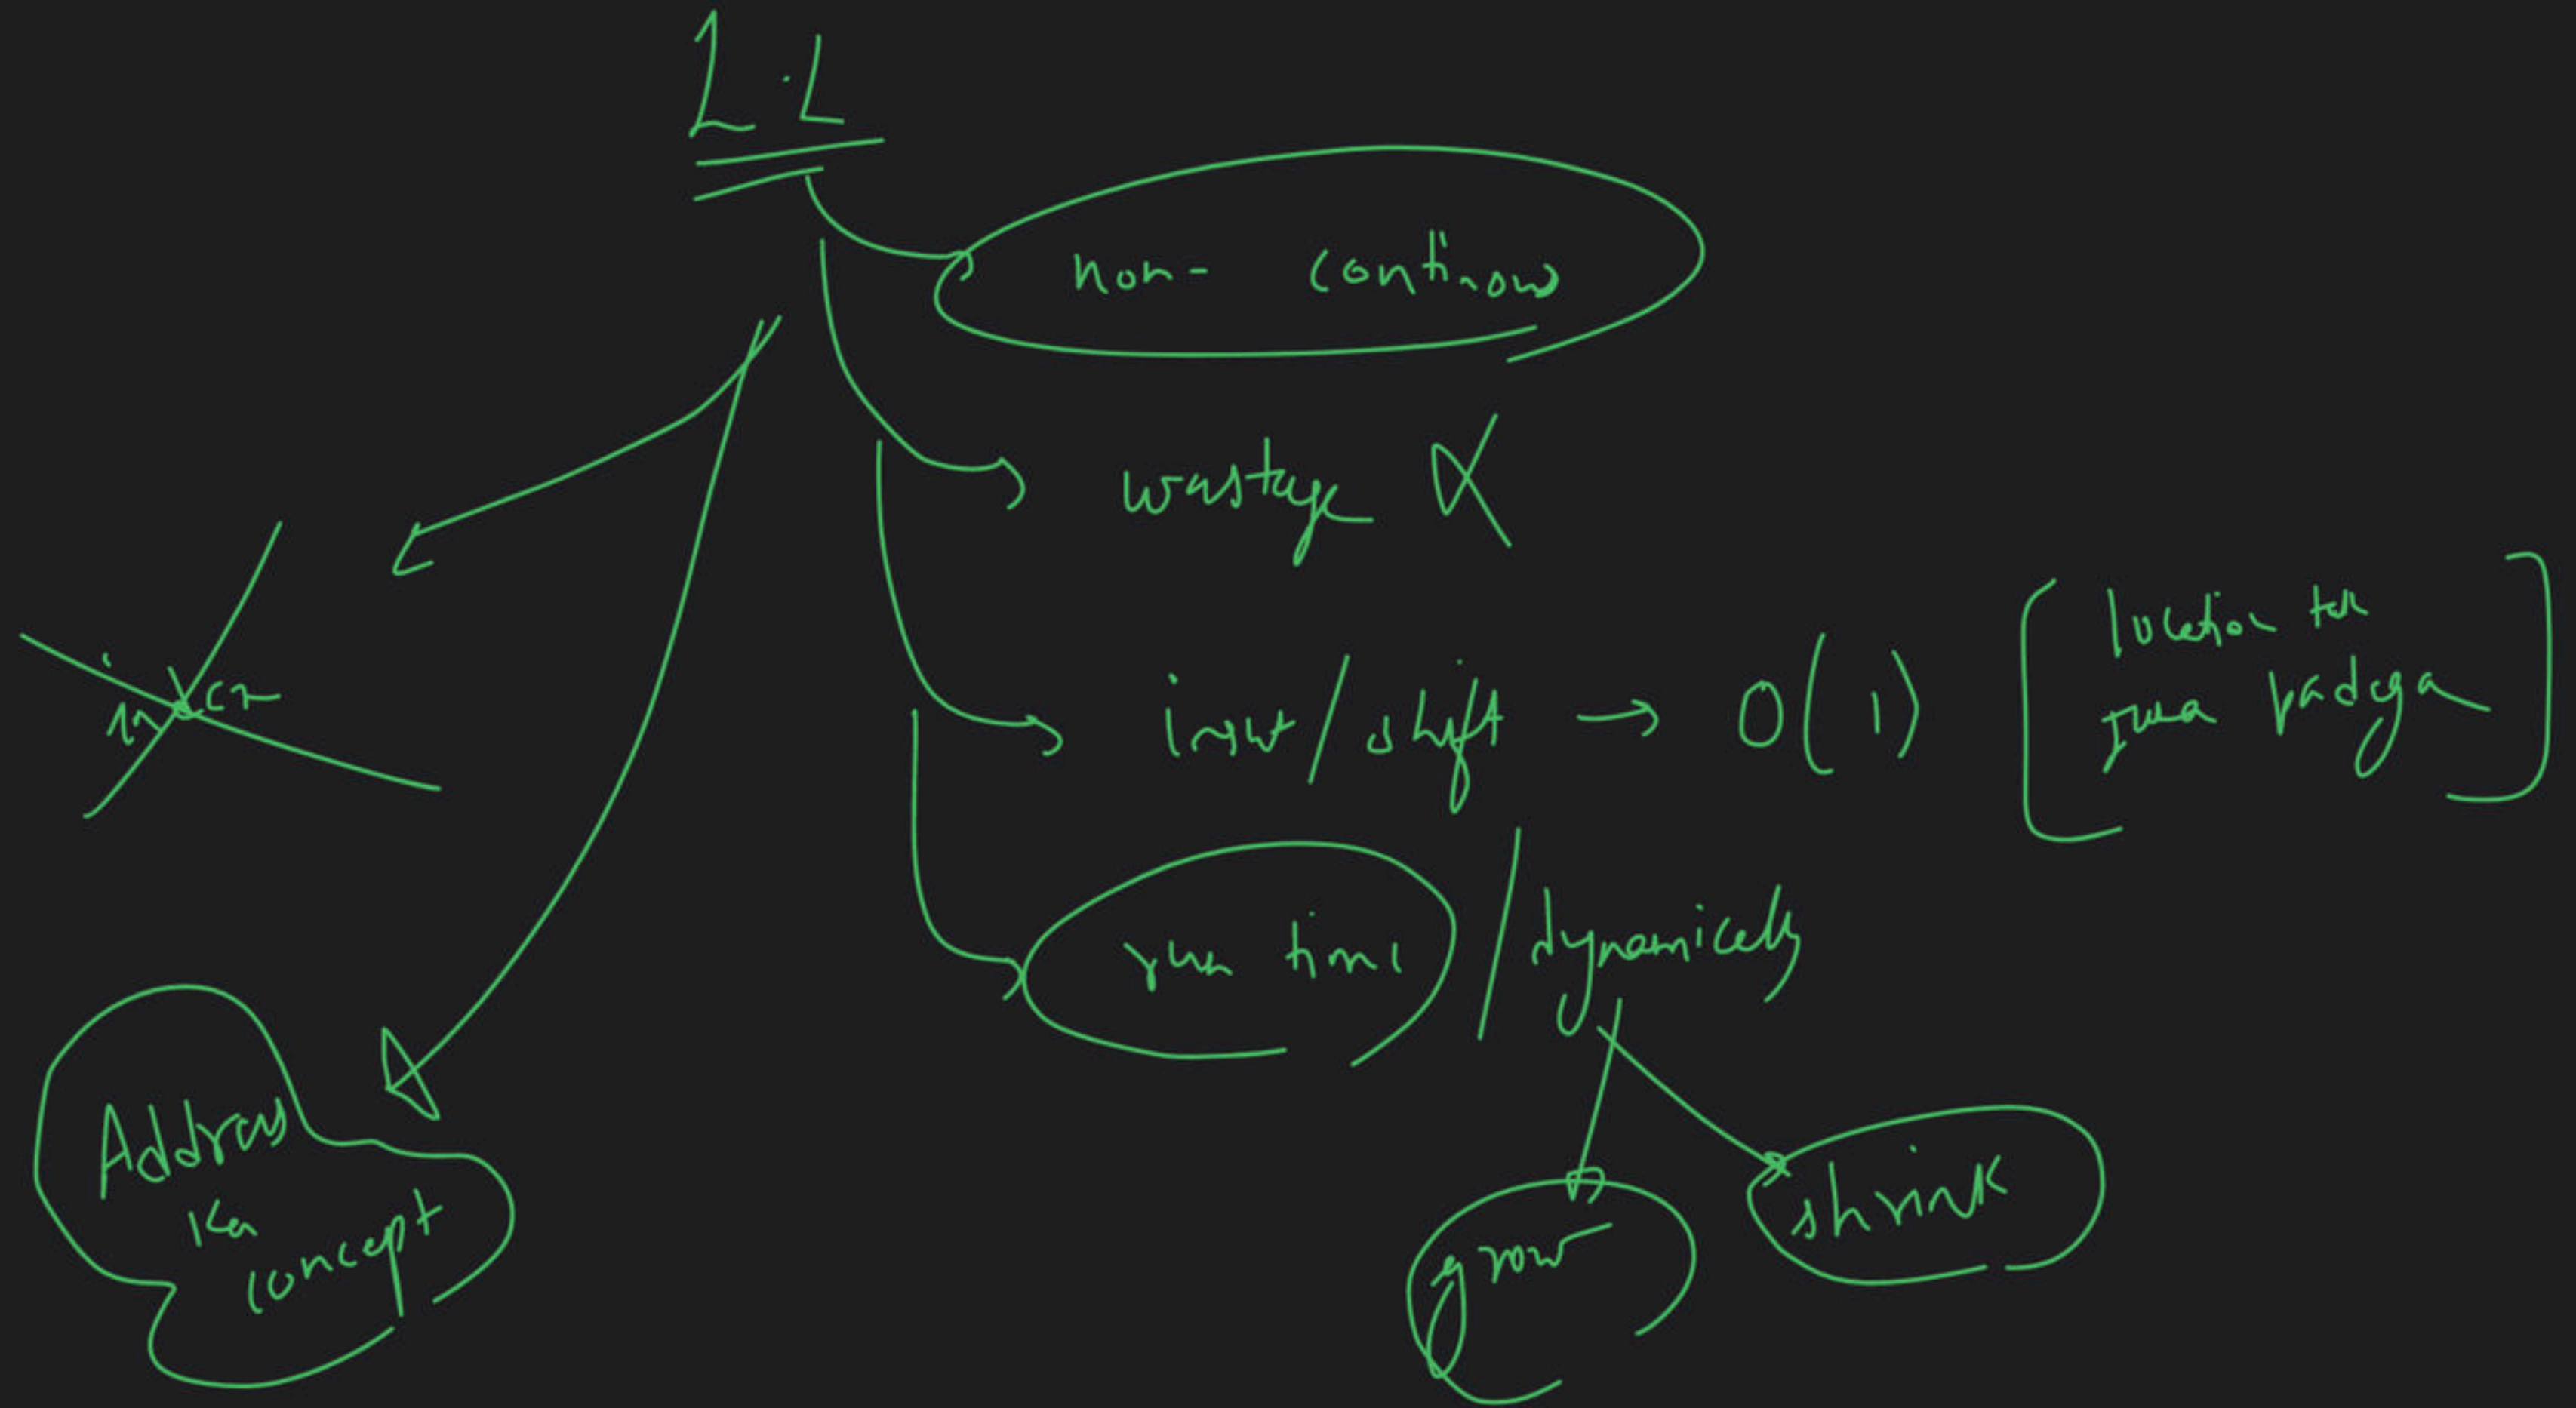 L.L
non- continous
wastage
insert / shift → O(1)
location tak
jana padega
index
run time / dynamically
Address
ka
concept
grow
shrink